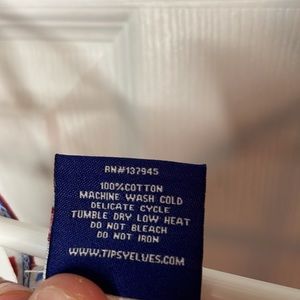 RN#137945
100%COTTON
MACHINE WASH COLD
DELICATE CYCLE
TUMBLE DRY LOW HEAT
DO NOT BLEACH
DO NOT IRON
WWW.TIPSYELVES.COM